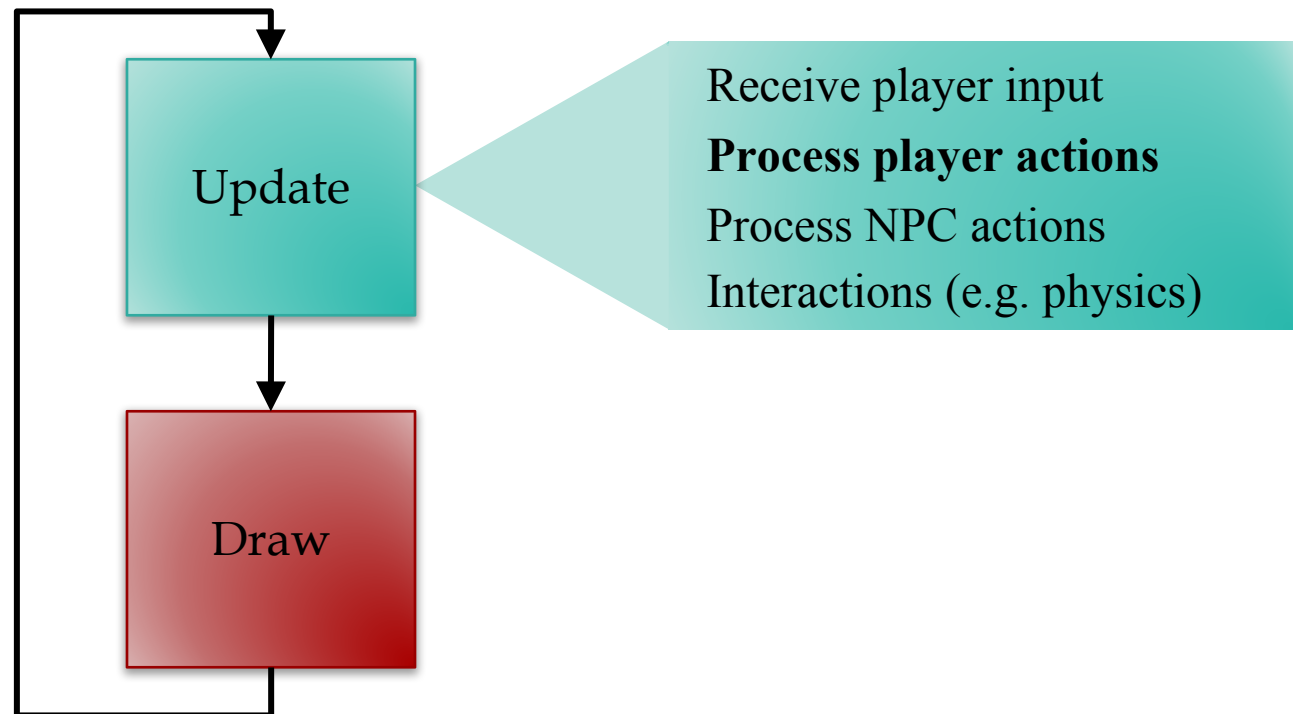 Update
Receive player input
Process player actions
Process NPC actions
Interactions (e.g. physics)
Draw